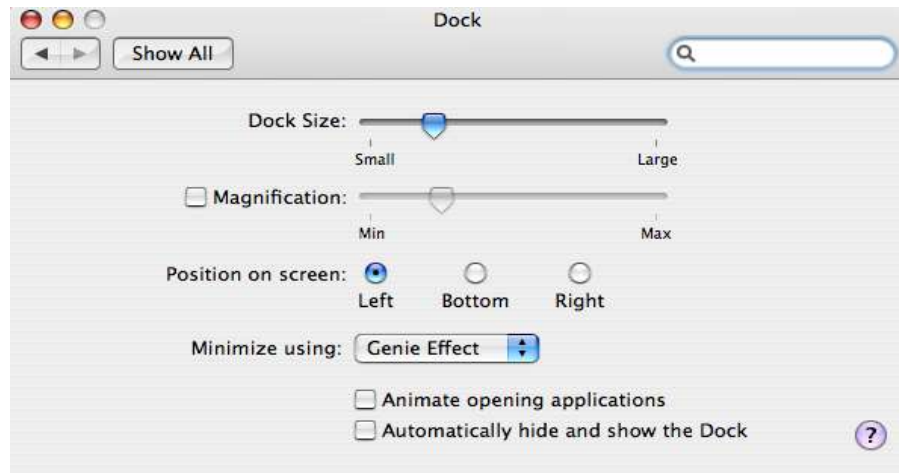 Dock
Show All
Dock Size:
Small Large
Magnification:
Min Max
Position on screen:
Left Bottom Right
Minimize using: Genie Effect
Animate opening applications
Automatically hide and show the Dock
?